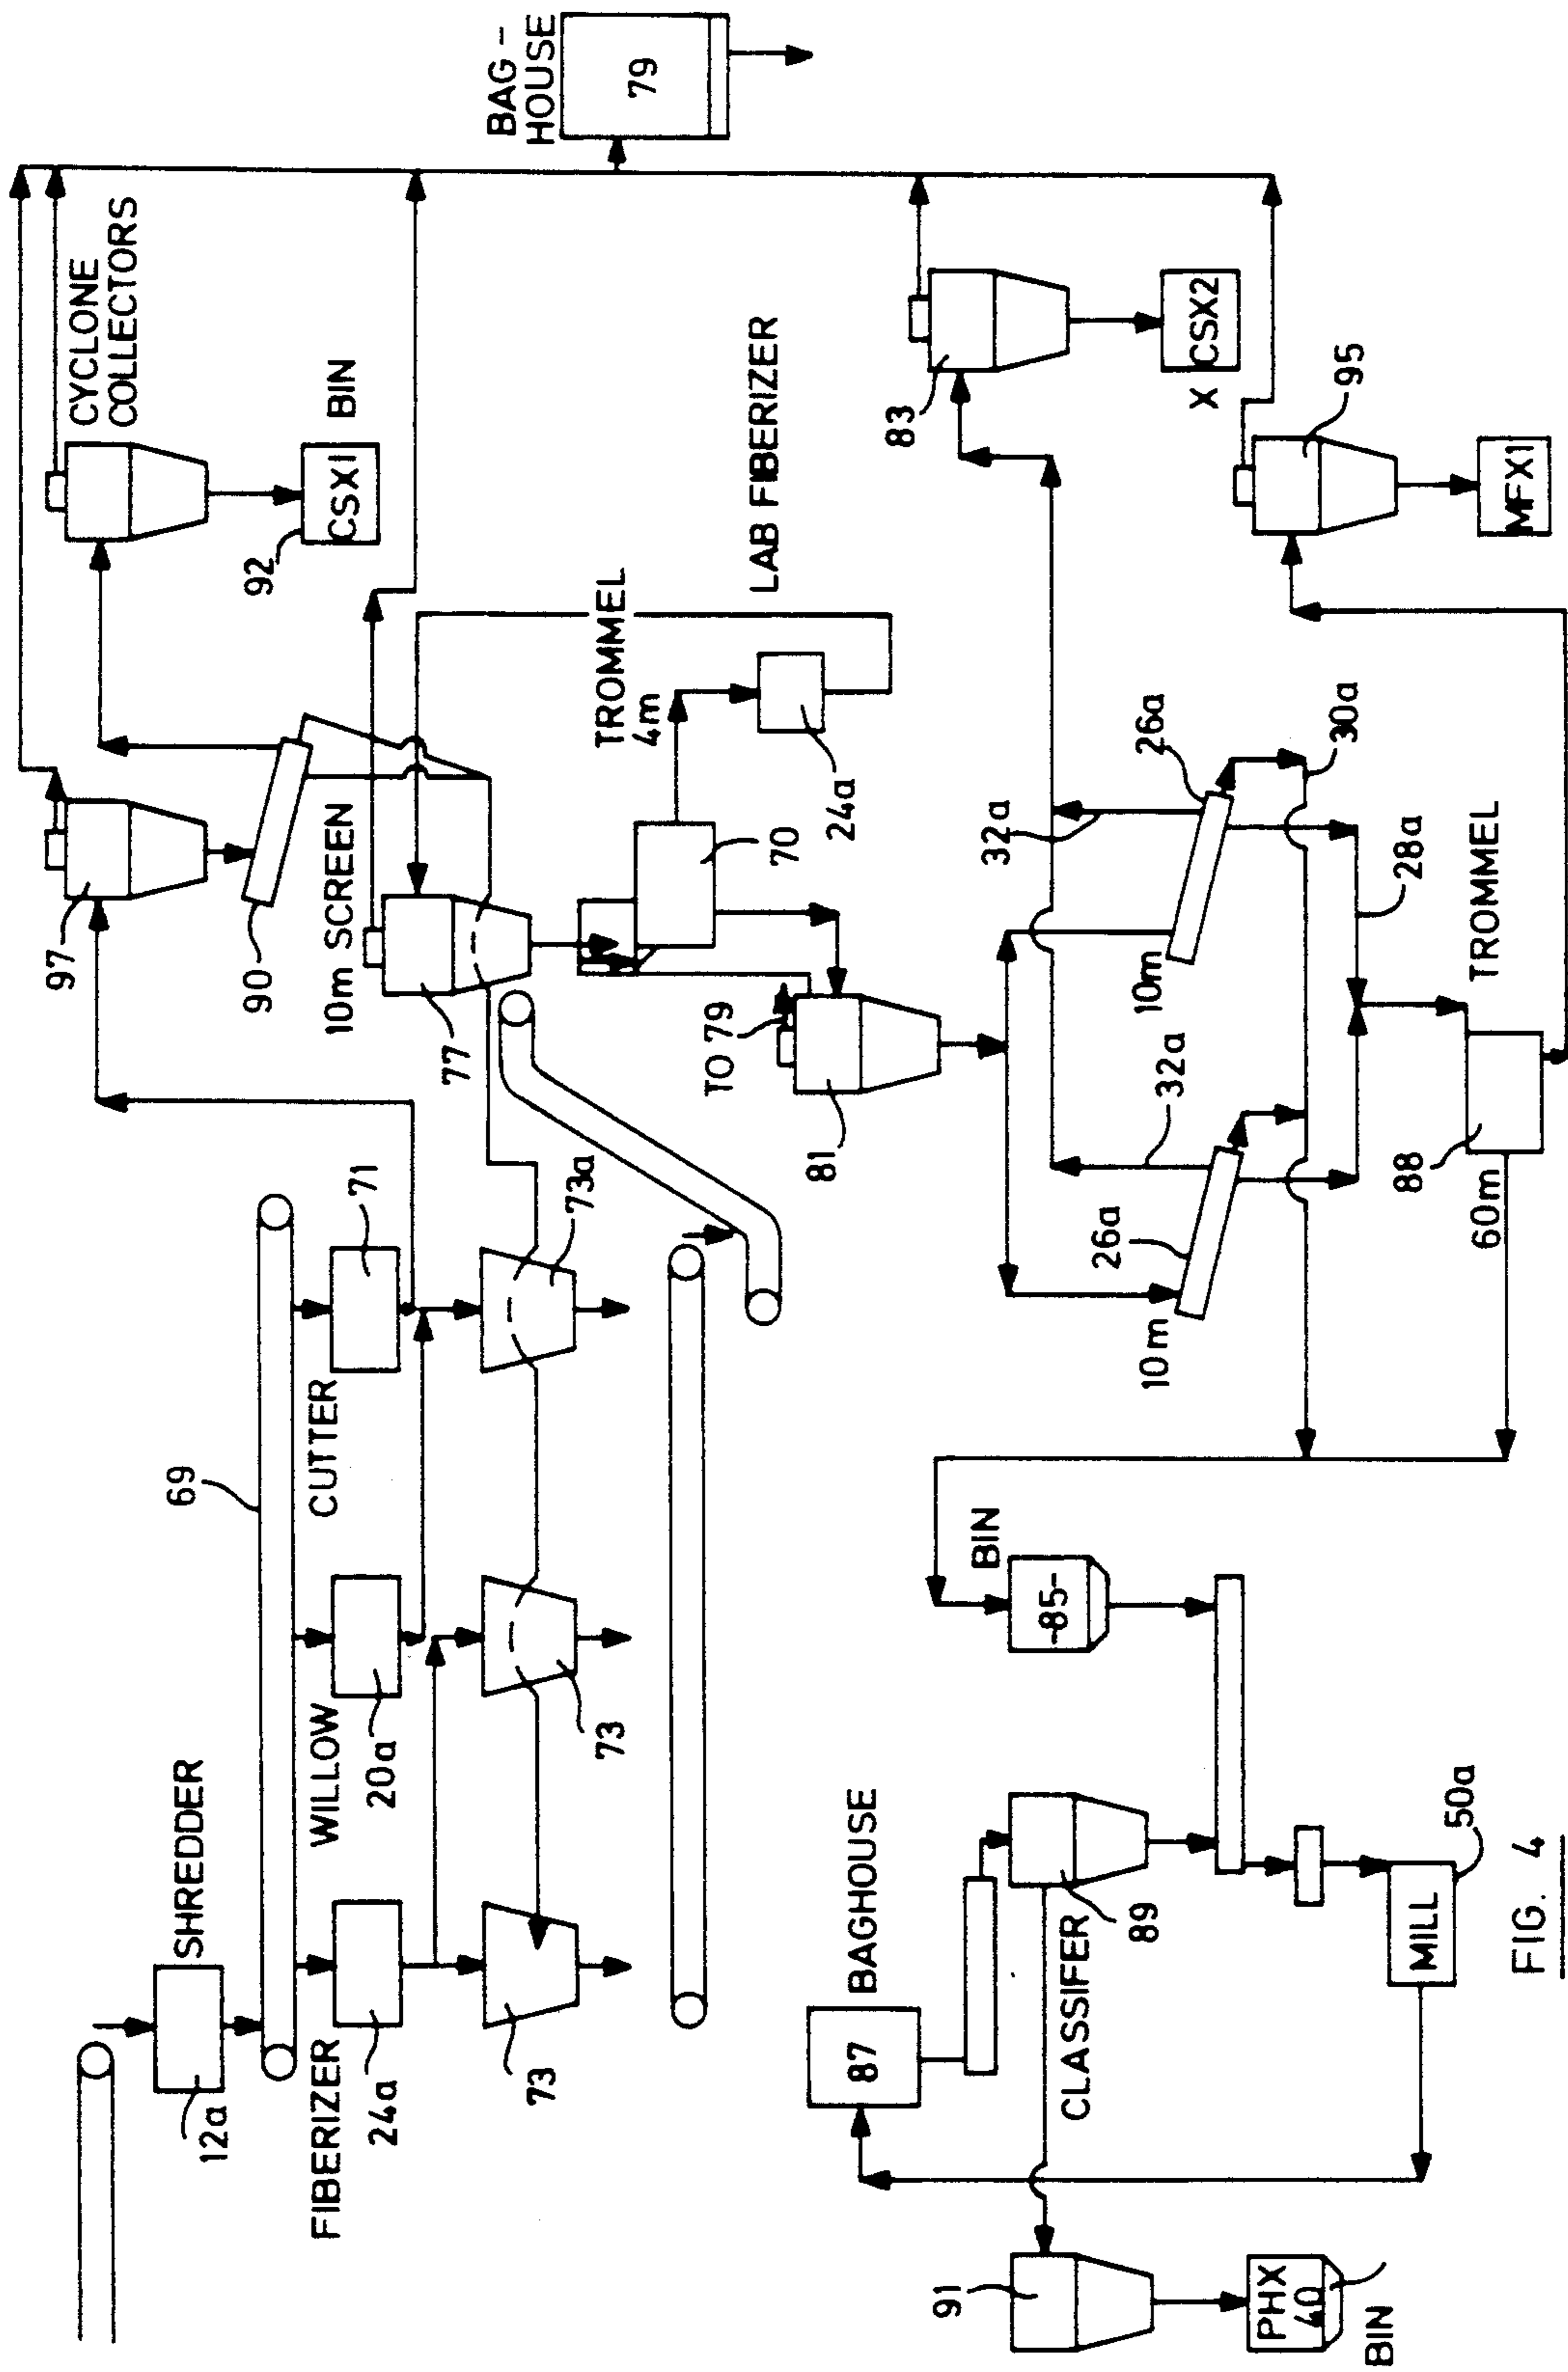 BAG-
HOUSE
79
CYCLONE
COLLECTORS
97
92
CSX1
BIN
90
10m SCREEN
77
TROMMEL
4m
LAB FIBERIZER
70
24a
TO 79
81
83
X
CSX2
95
MFX1
32a
26a
10m
30a
28a
TROMMEL
32a
26a
10m
88
60m
69
SHREDDER
12a
FIBERIZER
24a
WILLOW
20a
CUTTER
71
73
73
73a
BIN
85
BAGHOUSE
87
CLASSIFER
89
MILL
50a
91
PHX
40
BIN
FIG. 4